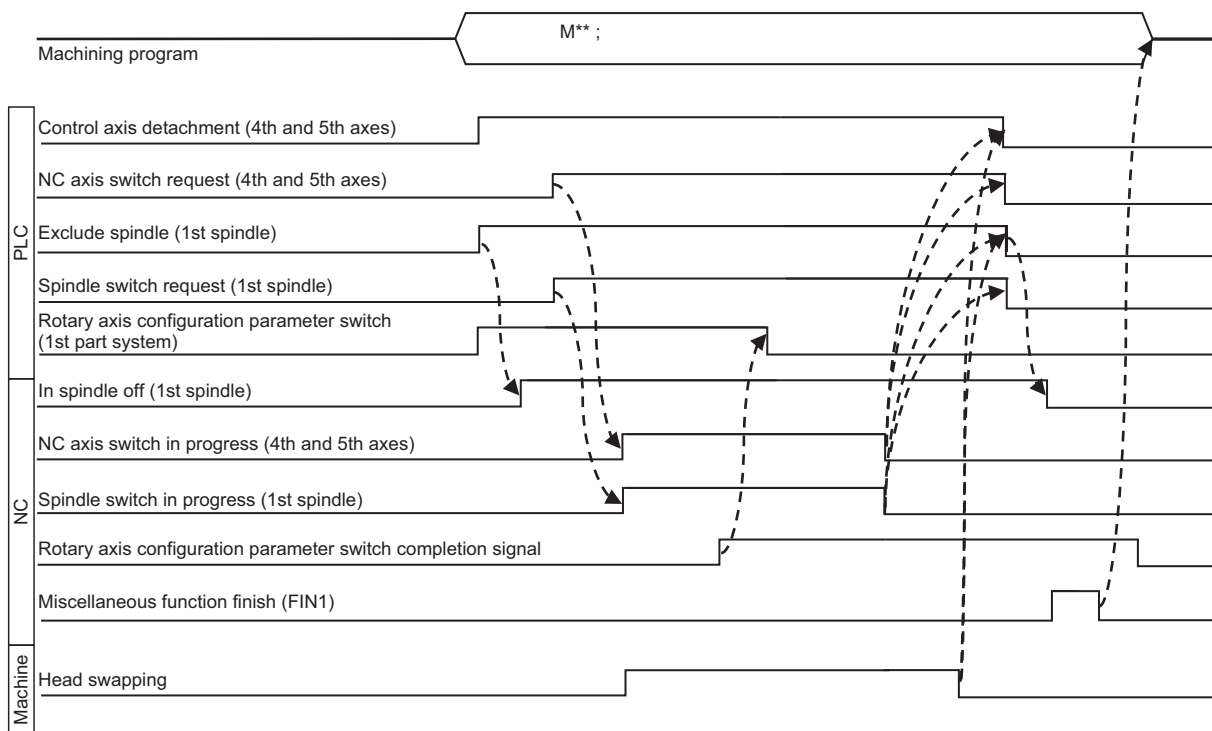 M** ;
Machining program
PLC
Control axis detachment (4th and 5th axes)
NC axis switch request (4th and 5th axes)
Exclude spindle (1st spindle)
Spindle switch request (1st spindle)
Rotary axis configuration parameter switch
(1st part system)
NC
In spindle off (1st spindle)
NC axis switch in progress (4th and 5th axes)
Spindle switch in progress (1st spindle)
Rotary axis configuration parameter switch completion signal
Miscellaneous function finish (FIN1)
Machine
Head swapping